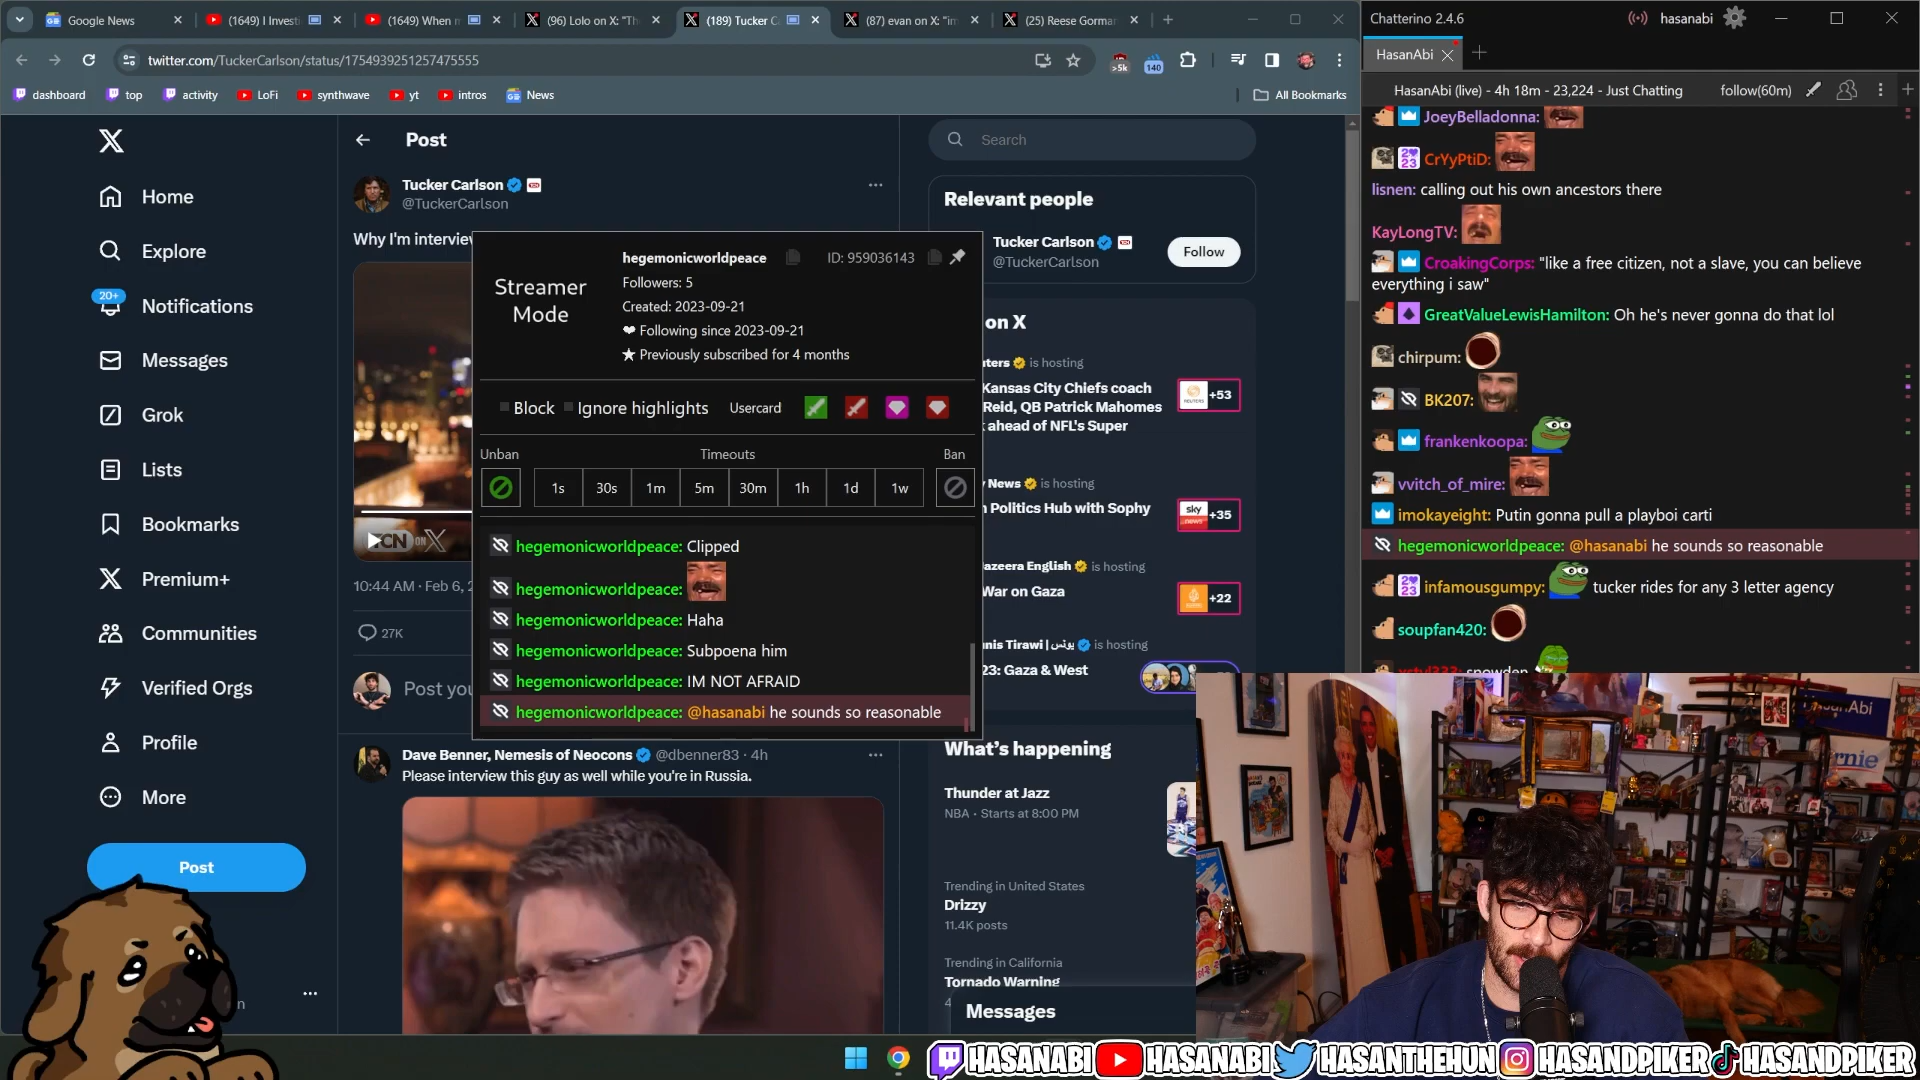 Google News
(1649) I Investi
(1649) When n
(96) Lolo on X: "Th
(189) Tucker C
(87) evan on X: "im
(25) Reese Gorma
twitter.com/TuckerCarlson/status/1754939251257475555
>5k
140
dashboard
top
activity
LoFi
synthwave
yt
intros
News
All Bookmarks
Home
Explore
20+
Notifications
Messages
Grok
Lists
Bookmarks
Premium+
Communities
Verified Orgs
Profile
More
Post
Post
Tucker Carlson
@TuckerCarlson
Why I'm interview
10:44 AM · Feb 6, 2
27K
Post you
Dave Benner, Nemesis of Neocons @dbenner83 · 4h
Please interview this guy as well while you're in Russia.
Streamer
Mode
hegemonicworldpeace
ID: 959036143
Followers: 5
Created: 2023-09-21
❤ Following since 2023-09-21
★ Previously subscribed for 4 months
Block
Ignore highlights
Usercard
Unban
Timeouts
Ban
1s
30s
1m
5m
30m
1h
1d
1w
hegemonicworldpeace: Clipped
hegemonicworldpeace:
hegemonicworldpeace: Haha
hegemonicworldpeace: Subpoena him
hegemonicworldpeace: IM NOT AFRAID
hegemonicworldpeace: @hasanabi he sounds so reasonable
Search
Relevant people
Tucker Carlson
@TuckerCarlson
Follow
on X
ters is hosting
Kansas City Chiefs coach
Reid, QB Patrick Mahomes
ahead of NFL's Super
REUTERS
+53
News is hosting
Politics Hub with Sophy
sky news
+35
azeera English is hosting
War on Gaza
+22
nis Tirawi | يونس is hosting
23: Gaza & West
What's happening
Thunder at Jazz
NBA · Starts at 8:00 PM
Trending in United States
Drizzy
11.4K posts
Trending in California
Tornado Warning
Messages
Chatterino 2.4.6
hasanabi
HasanAbi
HasanAbi (live) - 4h 18m - 23,224 - Just Chatting
follow(60m)
JoeyBelladonna:
CrYyPtiD:
lisnen: calling out his own ancestors there
KayLongTV:
CroakingCorps: "like a free citizen, not a slave, you can believe
everything i saw"
GreatValueLewisHamilton: Oh he's never gonna do that lol
chirpum:
BK207:
frankenkoopa:
vvitch_of_mire:
imokayeight: Putin gonna pull a playboi carti
hegemonicworldpeace: @hasanabi he sounds so reasonable
infamousgumpy: tucker rides for any 3 letter agency
soupfan420:
HASANABI
HASANABI
HASANTHEHUN
HASANDPIKER
HASANDPIKER